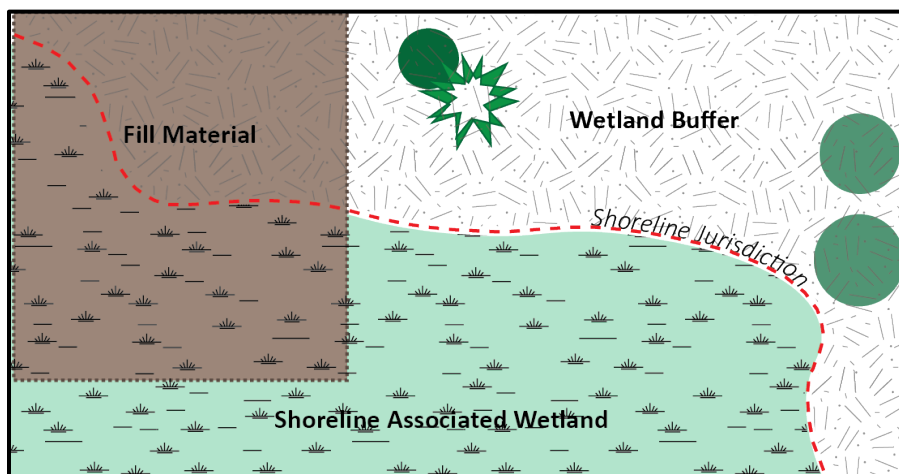 Wetland Buffer
Fill Material
Shoreline Jurisdiction
Shoreline Associated Wetland